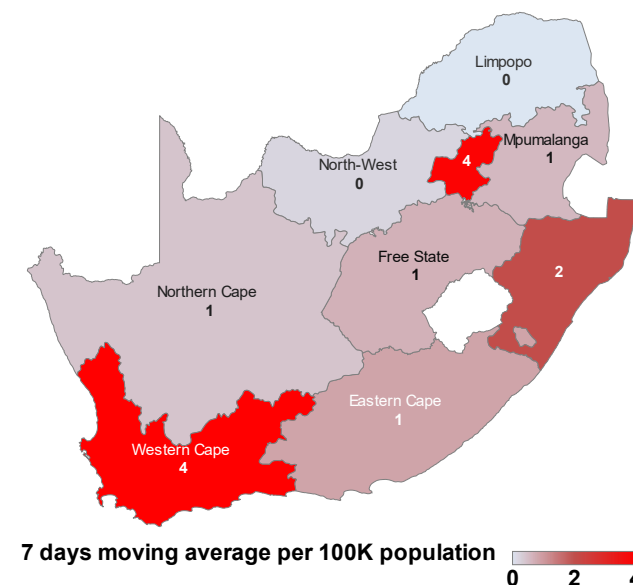 Limpopo
0
Mpumalanga
1
4
North-West
0
Free State
1
2
Northern Cape
1
Eastern Cape
1
Western Cape
4
7 days moving average per 100K population
0 2 4